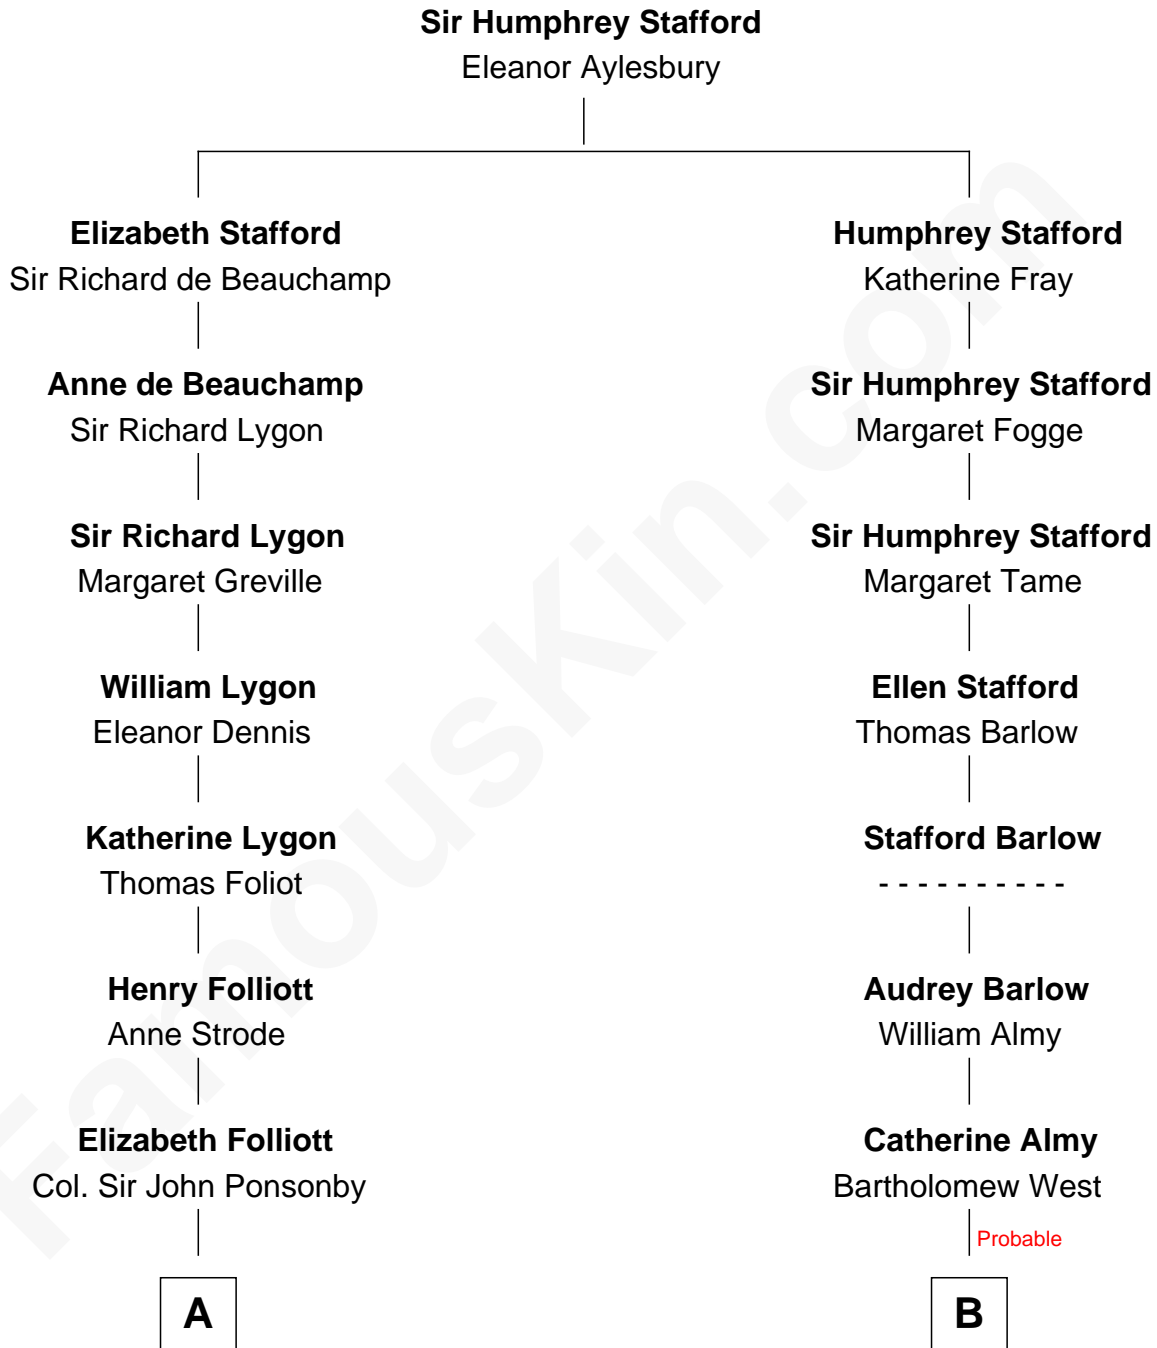 Sir Humphrey Stafford
Eleanor Aylesbury
Elizabeth Stafford
Sir Richard de Beauchamp
Humphrey Stafford
Katherine Fray
Anne de Beauchamp
Sir Richard Lygon
Sir Humphrey Stafford
Margaret Fogge
Sir Richard Lygon
Margaret Greville
Sir Humphrey Stafford
Margaret Tame
William Lygon
Eleanor Dennis
Ellen Stafford
Thomas Barlow
Katherine Lygon
Thomas Foliot
Stafford Barlow
- - - - - - - - - -
Henry Folliott
Anne Strode
Audrey Barlow
William Almy
Elizabeth Folliott
Col. Sir John Ponsonby
Catherine Almy
Bartholomew West
Probable
A
B
FamousKin.com